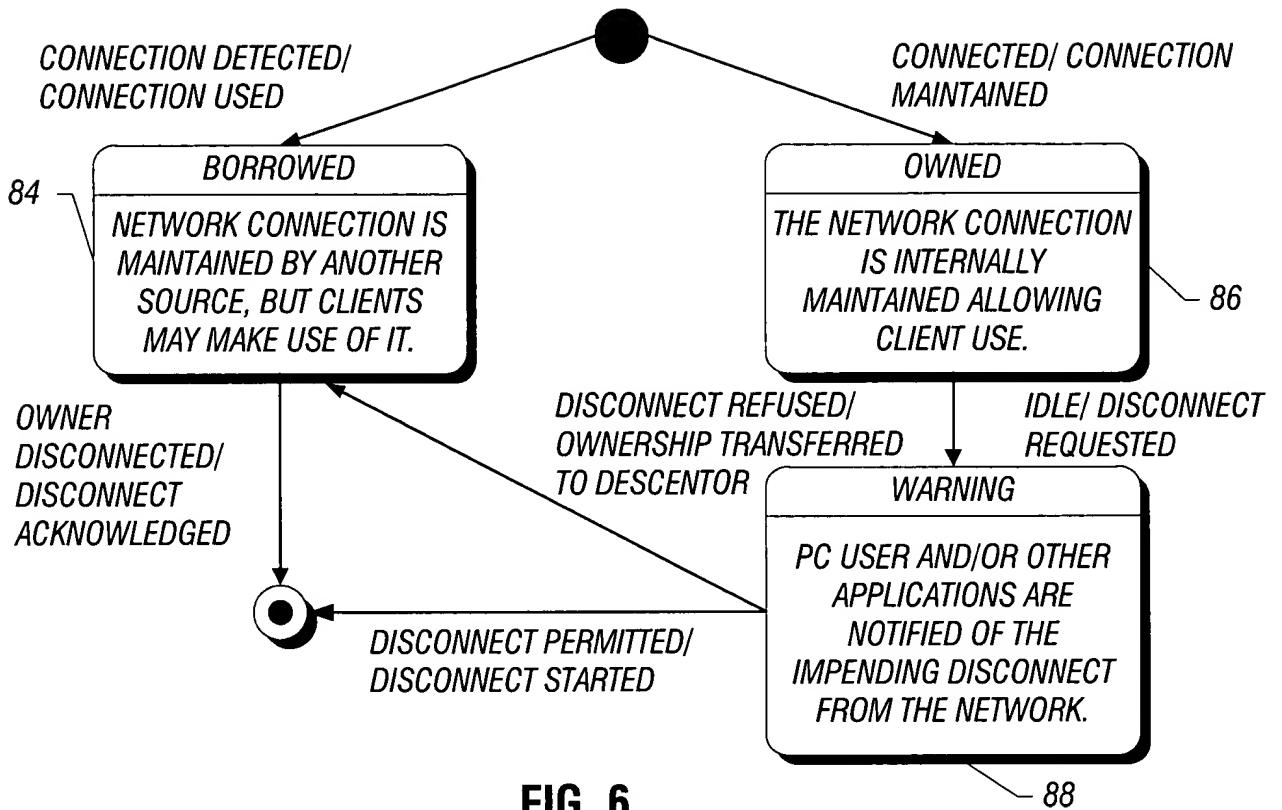 CONNECTION DETECTED/
CONNECTION USED
CONNECTED/ CONNECTION
MAINTAINED
84
BORROWED
NETWORK CONNECTION IS
MAINTAINED BY ANOTHER
SOURCE, BUT CLIENTS
MAY MAKE USE OF IT.
OWNED
THE NETWORK CONNECTION
IS INTERNALLY
MAINTAINED ALLOWING
CLIENT USE.
86
OWNER
DISCONNECTED/
DISCONNECT
ACKNOWLEDGED
DISCONNECT REFUSED/
OWNERSHIP TRANSFERRED
TO DESCENTOR
IDLE/ DISCONNECT
REQUESTED
WARNING
PC USER AND/OR OTHER
APPLICATIONS ARE
NOTIFIED OF THE
IMPENDING DISCONNECT
FROM THE NETWORK.
DISCONNECT PERMITTED/
DISCONNECT STARTED
88
FIG. 6